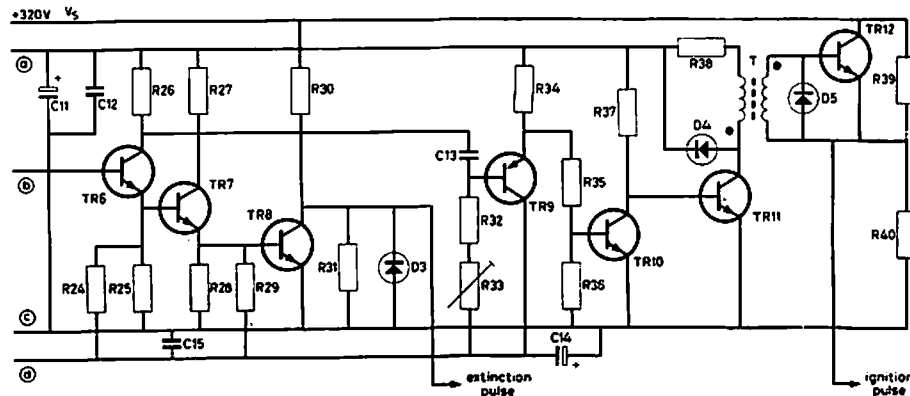 +320V Vs
TR12
a
+
C11
C12
R26
R27
R30
R34
R37
R38
T
D5
R39
D4
b
C13
TR6
TR7
TR8
TR9
R35
TR10
TR11
R32
R31
D3
R40
R24
R25
R28
R29
R33
R36
c
C15
C14
+
d
extinction
pulse
ignition
pulse